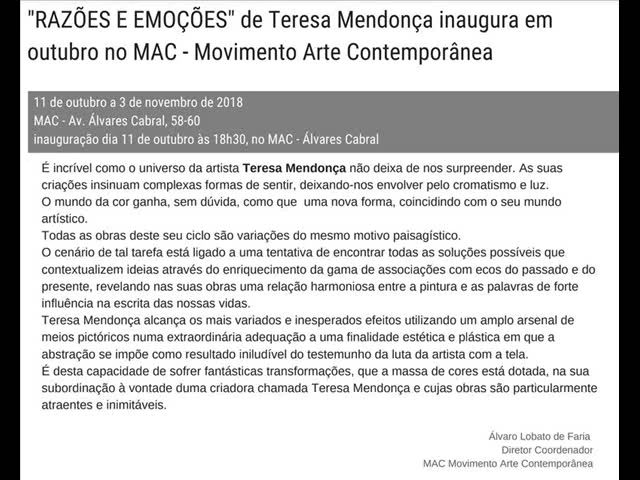 "RAZÕES E EMOÇÕES" de Teresa Mendonça inaugura em
outubro no MAC - Movimento Arte Contemporânea
11 de outubro a 3 de novembro de 2018
MAC - Av. Álvares Cabral, 58-60
inauguração dia 11 de outubro às 18h30, no MAC - Álvares Cabral
É incrível como o universo da artista Teresa Mendonça não deixa de nos surpreender. As suas
criações insinuam complexas formas de sentir, deixando-nos envolver pelo cromatismo e luz.
O mundo da cor ganha, sem dúvida, como que uma nova forma, coincidindo com o seu mundo
artístico.
Todas as obras deste seu ciclo são variações do mesmo motivo paisagístico.
O cenário de tal tarefa está ligado a uma tentativa de encontrar todas as soluções possíveis que
contextualizem ideias através do enriquecimento da gama de associações com ecos do passado e do
presente, revelando nas suas obras uma relação harmoniosa entre a pintura e as palavras de forte
influência na escrita das nossas vidas.
Teresa Mendonça alcança os mais variados e inesperados efeitos utilizando um amplo arsenal de
meios pictóricos numa extraordinária adequação a uma finalidade estética e plástica em que a
abstração se impõe como resultado iniludível do testemunho da luta da artista com a tela.
É desta capacidade de sofrer fantásticas transformações, que a massa de cores está dotada, na sua
subordinação à vontade duma criadora chamada Teresa Mendonça e cujas obras são particularmente
atraentes e inimitáveis.
Álvaro Lobato de Faria
Diretor Coordenador
MAC Movimento Arte Contemporânea